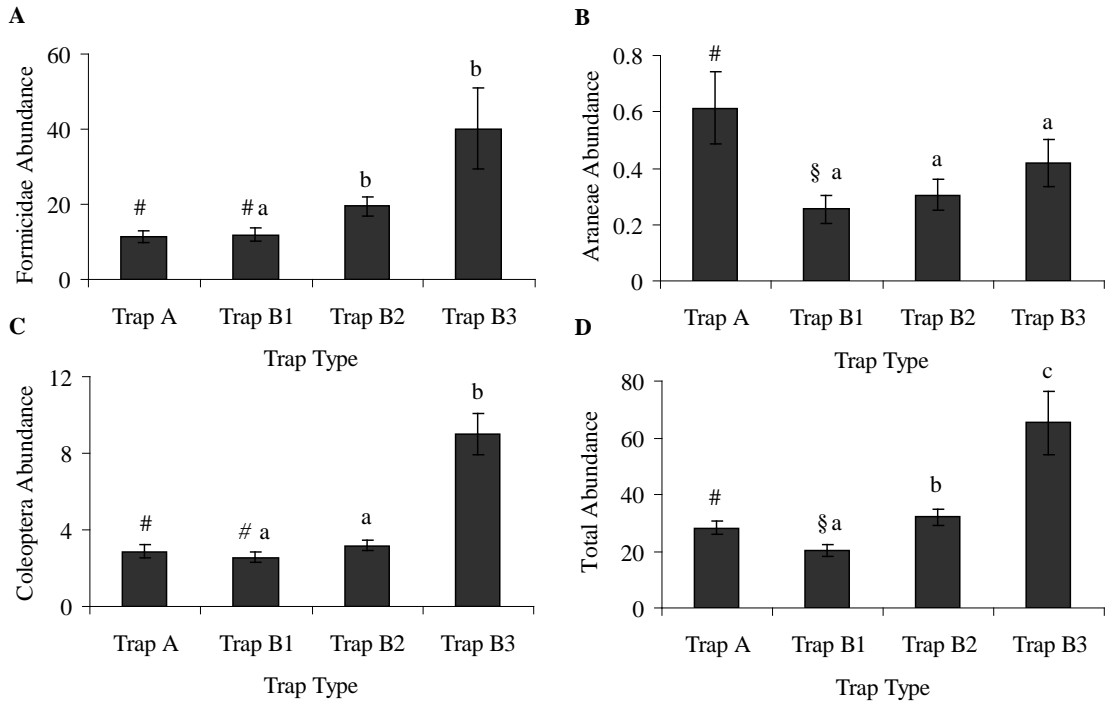 A
Formicidae Abundance
60
40
20
0
#
# a
b
b
Trap A Trap B1 Trap B2 Trap B3
Trap Type
B
Araneae Abundance
0.8
0.6
0.4
0.2
0
#
§ a
a
a
Trap A Trap B1 Trap B2 Trap B3
Trap Type
C
Coleoptera Abundance
12
8
4
0
#
# a
a
b
Trap A Trap B1 Trap B2 Trap B3
Trap Type
D
Total Abundance
80
60
40
20
0
#
§ a
b
c
Trap A Trap B1 Trap B2 Trap B3
Trap Type